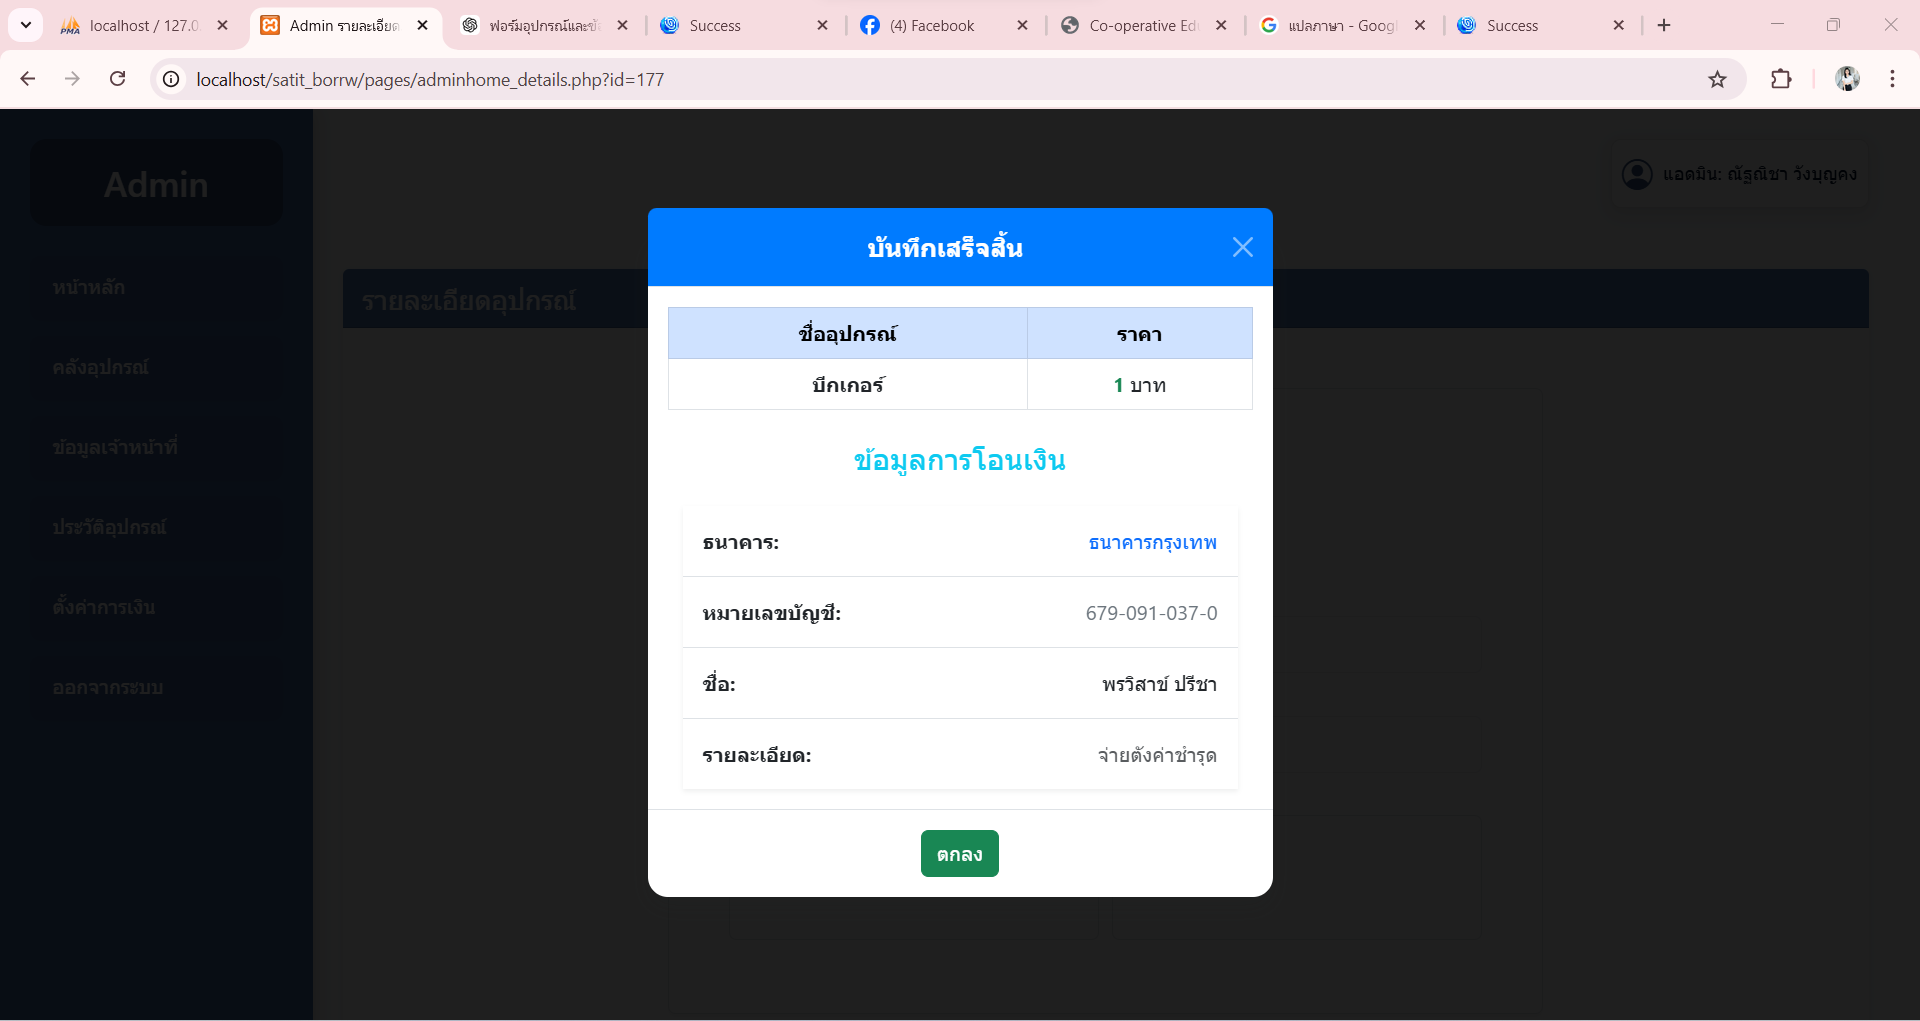 localhost / 127.0.
Admin รายละเอียด
ฟอร์มอุปกรณ์และข้อ
Success
(4) Facebook
Co-operative Edu
แปลภาษา - Googl
Success
localhost/satit_borrw/pages/adminhome_details.php?id=177
Admin
แอดมิน: ณัฐณิชา วังบุญคง
หน้าหลัก
คลังอุปกรณ์
ข้อมูลเจ้าหน้าที่
ประวัติอุปกรณ์
ตั้งค่าการเงิน
ออกจากระบบ
รายละเอียดอุปกรณ์
บันทึกเสร็จสิ้น
ชื่ออุปกรณ์ ราคา
บีกเกอร์ 1 บาท
ข้อมูลการโอนเงิน
ธนาคาร: ธนาคารกรุงเทพ
หมายเลขบัญชี: 679-091-037-0
ชื่อ: พรวิสาข์ ปรีชา
รายละเอียด: จ่ายตังค่าชำรุด
ตกลง